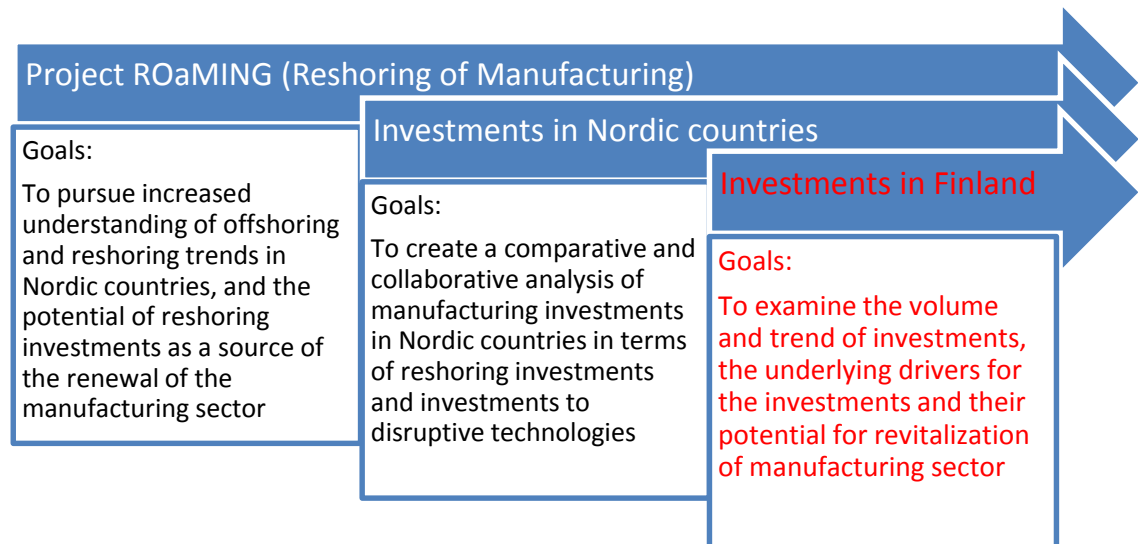 Project ROaMING (Reshoring of Manufacturing)
Goals:
To pursue increased
understanding of offshoring
and reshoring trends in
Nordic countries, and the
potential of reshoring
investments as a source of
the renewal of the
manufacturing sector
Investments in Nordic countries
Goals:
To create a comparative and
collaborative analysis of
manufacturing investments
in Nordic countries in terms
of reshoring investments
and investments to
disruptive technologies
Investments in Finland
Goals:
To examine the volume
and trend of investments,
the underlying drivers for
the investments and their
potential for revitalization
of manufacturing sector